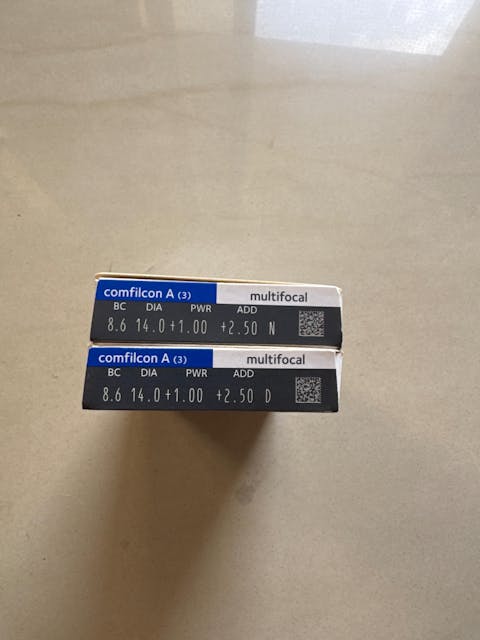 comfilcon A (3) multifocal
BC DIA PWR ADD
8.6 14.0 +1.00 +2.50 N
comfilcon A (3) multifocal
BC DIA PWR ADD
8.6 14.0 +1.00 +2.50 D